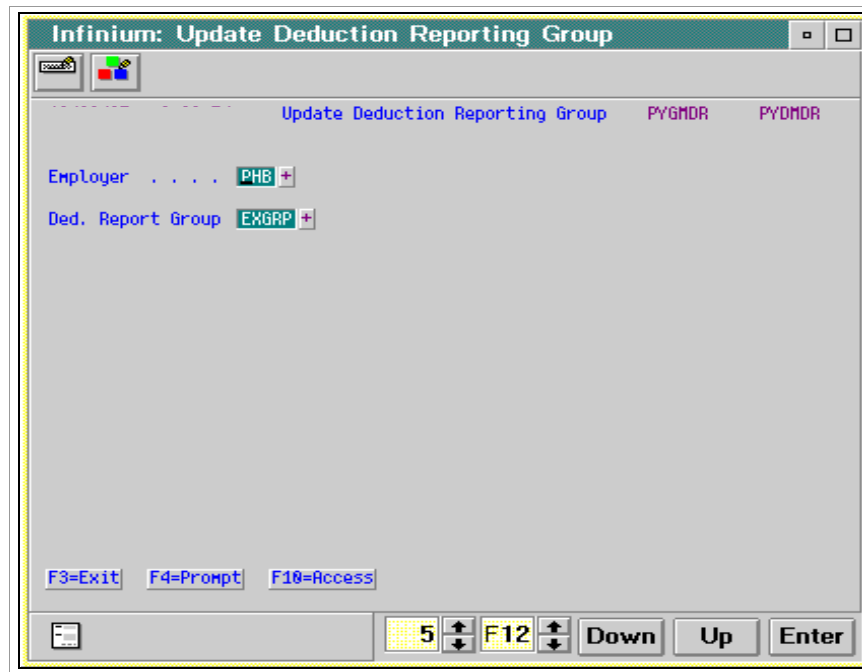 Infinium: Update Deduction Reporting Group
Update Deduction Reporting Group PYGMDR PYDMDR
Employer . . . . PHB +
Ded. Report Group EXGRP +
F3=Exit F4=Prompt F10=Access
5 F12 Down Up Enter